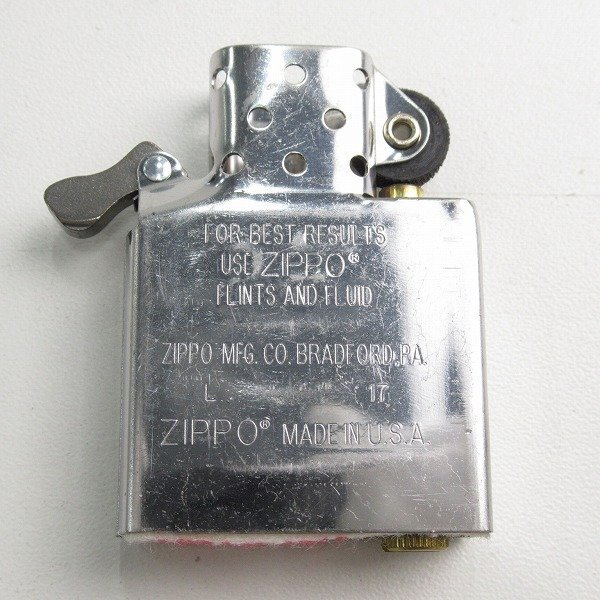 FOR BEST RESULTS
USE ZIPPO®
FLINTS AND FLUID
ZIPPO MFG. CO. BRADFORD, PA.
L 17
ZIPPO® MADE IN U.S.A.